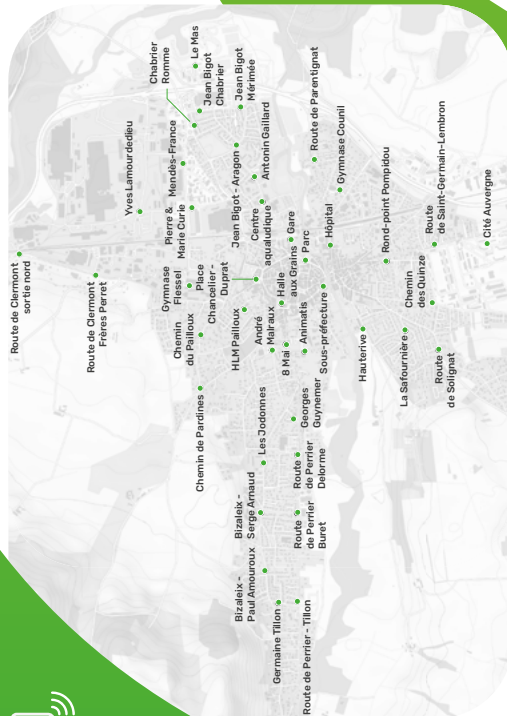 Route de Clermont
sortie nord
Route de Clermont
Frères Perret
Yves Lamourdedieu
Chabrier
Romme
Le Mas
Jean Bigot
Chabrier
Jean Bigot
Mérimée
Pierre &
Marie Curie
Mendès-France
Jean Bigot - Aragon
Antonin Gaillard
Route de Parentignat
Gymnase Counil
Gymnase
Flessel
Place
Chancelier-
Duprat
Centre
aqualudique
Gare
Parc
Hôpital
Rond-point Pompidou
Route
de Saint-Germain-Lembron
Cité Auvergne
Chemin
du Pailloux
HLM Pailloux
André
Malraux
Halle
aux Grains
8 Mai
Animatis
Sous-préfecture
Chemin
des Quinze
Hauterive
La Safournière
Route
de Solignat
Chemin de Pardines
Les Jodonnes
Georges
Guynemer
Route
de Perrier
Delorme
Bizaleix -
Serge Arnaud
Route
de Perrier
Buret
Bizaleix -
Paul Amouroux
Germaine Tillon
Route de Perrier - Tillon